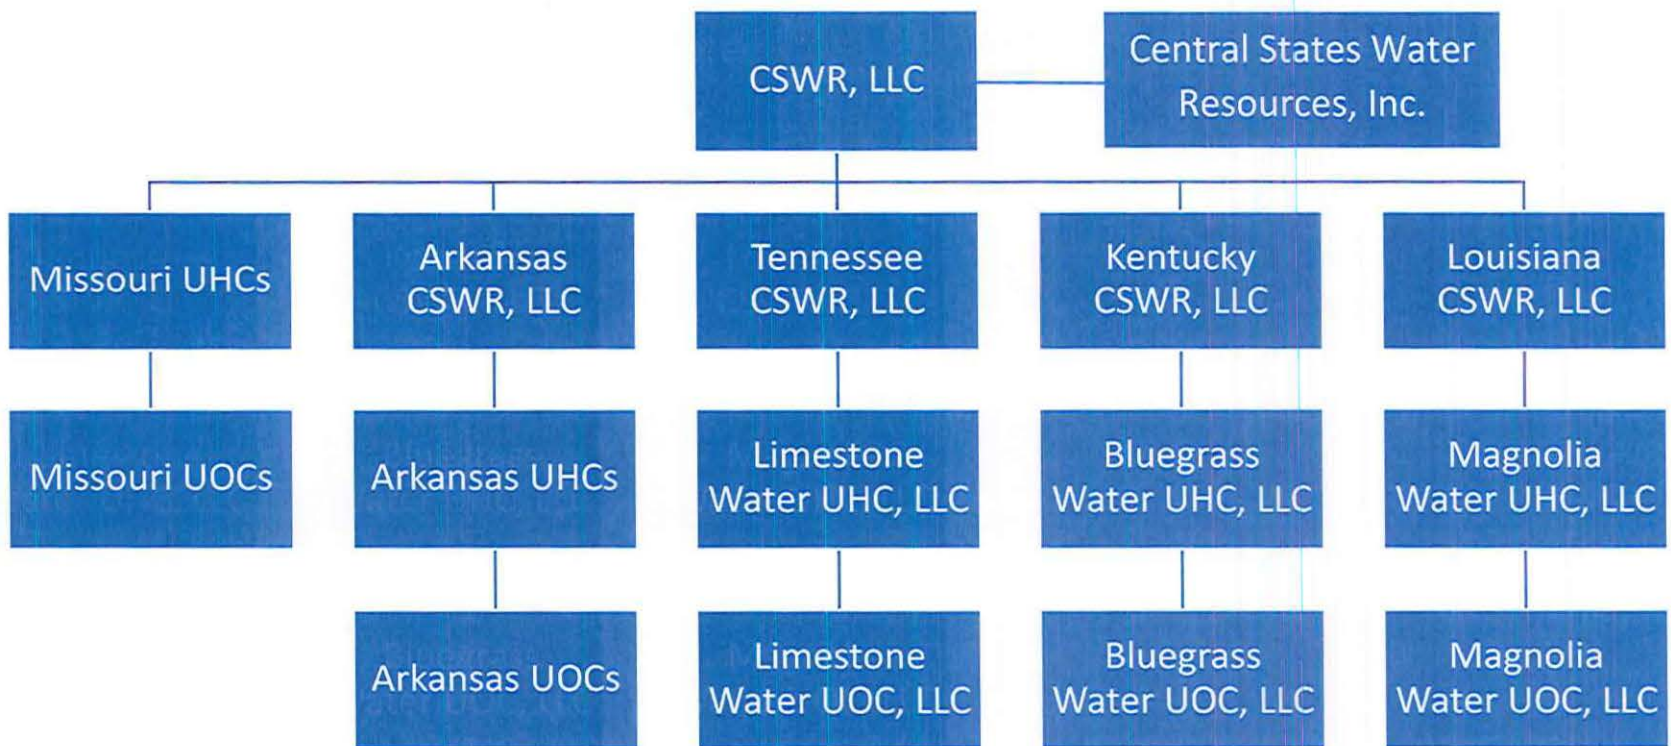 CSWR, LLC
Central States Water
Resources, Inc.
Missouri UHCs
Arkansas
CSWR, LLC
Tennessee
CSWR, LLC
Kentucky
CSWR, LLC
Louisiana
CSWR, LLC
Missouri UOCs
Arkansas UHCs
Limestone
Water UHC, LLC
Bluegrass
Water UHC, LLC
Magnolia
Water UHC, LLC
Arkansas UOCs
Limestone
Water UOC, LLC
Bluegrass
Water UOC, LLC
Magnolia
Water UOC, LLC